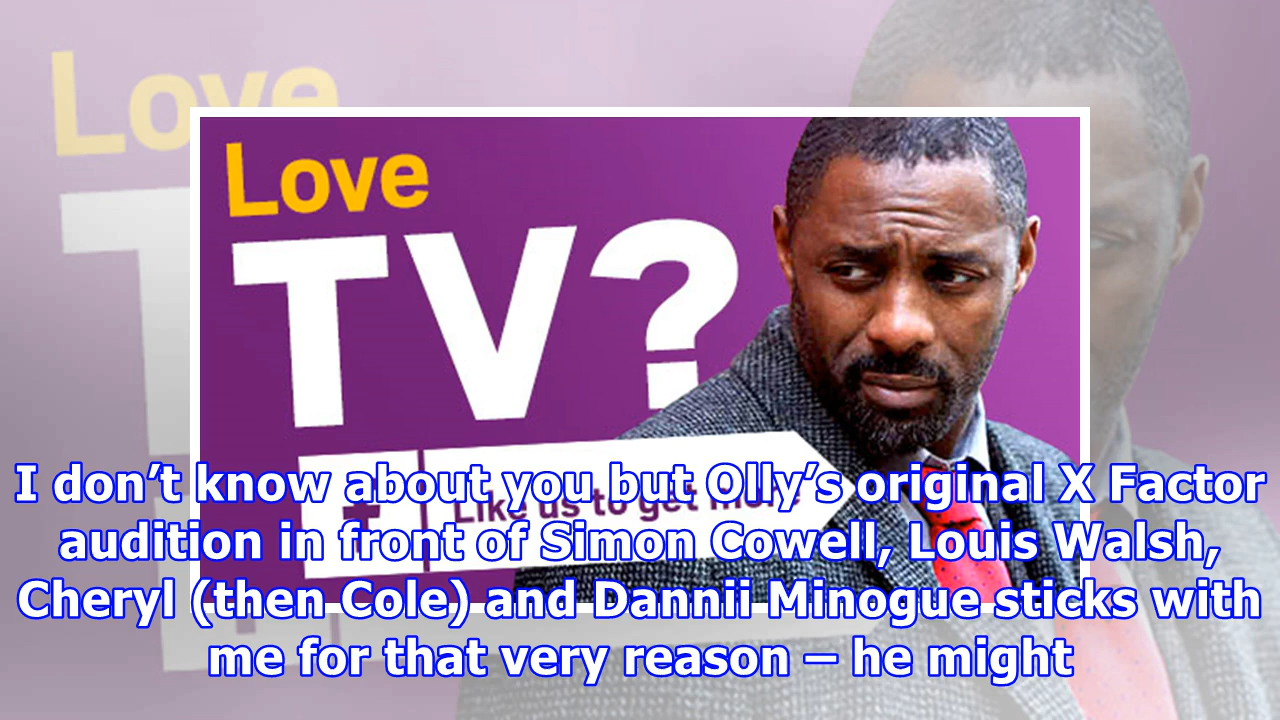 Love
TV?
Like us to get more
I don’t know about you but Olly’s original X Factor
audition in front of Simon Cowell, Louis Walsh,
Cheryl (then Cole) and Dannii Minogue sticks with
me for that very reason – he might